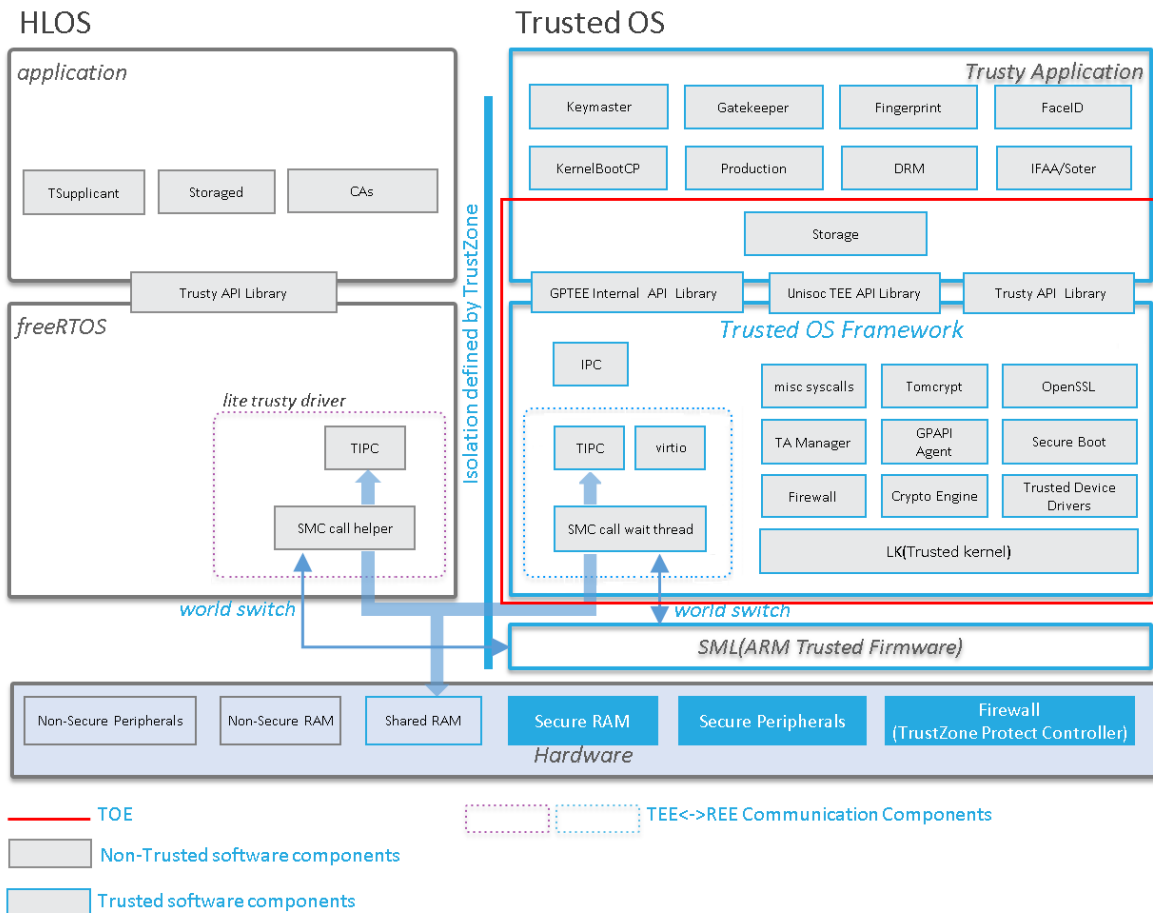 HLOS
Trusted OS
application
TSupplicant
Storaged
CAs
Trusty API Library
freeRTOS
lite trusty driver
TIPC
SMC call helper
world switch
Isolation defined by TrustZone
Trusty Application
Keymaster
Gatekeeper
Fingerprint
FaceID
KernelBootCP
Production
DRM
IFAA/Soter
Storage
GPTEE Internal API Library
Unisoc TEE API Library
Trusty API Library
Trusted OS Framework
IPC
TIPC
virtio
SMC call wait thread
misc syscalls
Tomcrypt
OpenSSL
TA Manager
GPAPI
Agent
Secure Boot
Firewall
Crypto Engine
Trusted Device
Drivers
LK(Trusted kernel)
world switch
SML(ARM Trusted Firmware)
Non-Secure Peripherals
Non-Secure RAM
Shared RAM
Secure RAM
Secure Peripherals
Firewall
(TrustZone Protect Controller)
Hardware
TOE
TEE<->REE Communication Components
Non-Trusted software components
Trusted software components